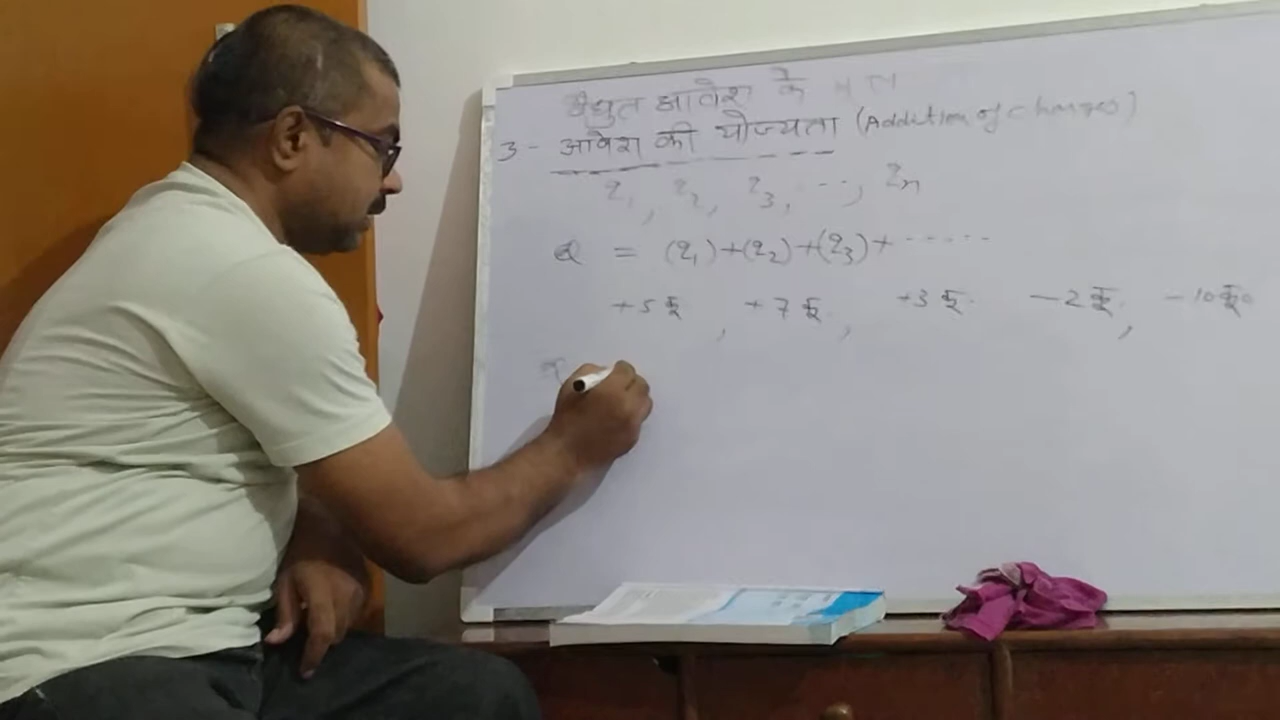 वैधुत आवेश के
3 - आवेश की योज्यता (Addition of charges)
q₁, q₂, q₃, ..., qₙ
Q = (q₁)+(q₂)+(q₃)+ ......
+5 कू, +7 कू, +3 कू. -2 कू, -10 कू०